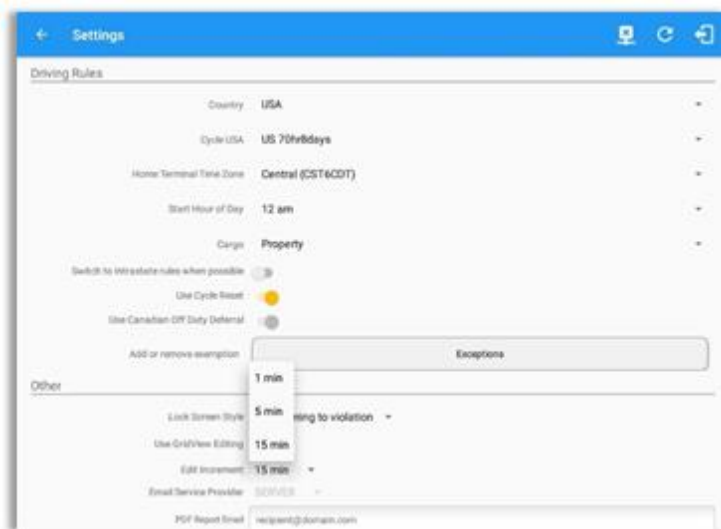 Settings
Driving Rules
Country USA
Cycle USA US 70hr8days
Home Terminal Time Zone Central (CST6CDT)
Start Hour of Day 12 am
Cargo Property
Switch to intrastate rules when possible
Use Cycle Reset
Use Canadian Off Duty Deferral
Add or remove exemption Exceptions
1 min
Other
Lock Screen Style 5 min ning to violation
Use GridView Editing 15 min
Edit Increment 15 min
Email Service Provider SERVER
PDF Report Email recipient@domain.com